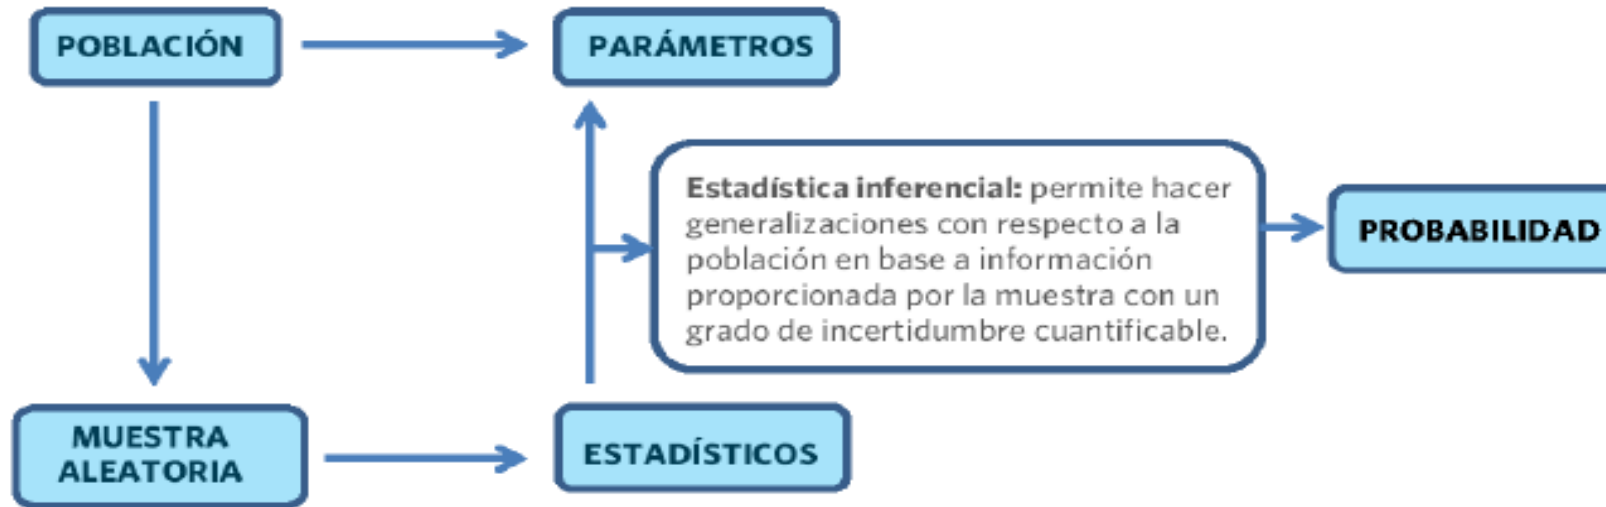 POBLACIÓN
PARÁMETROS
Estadística inferencial: permite hacer
generalizaciones con respecto a la
población en base a información
proporcionada por la muestra con un
grado de incertidumbre cuantificable.
PROBABILIDAD
MUESTRA
ALEATORIA
ESTADÍSTICOS